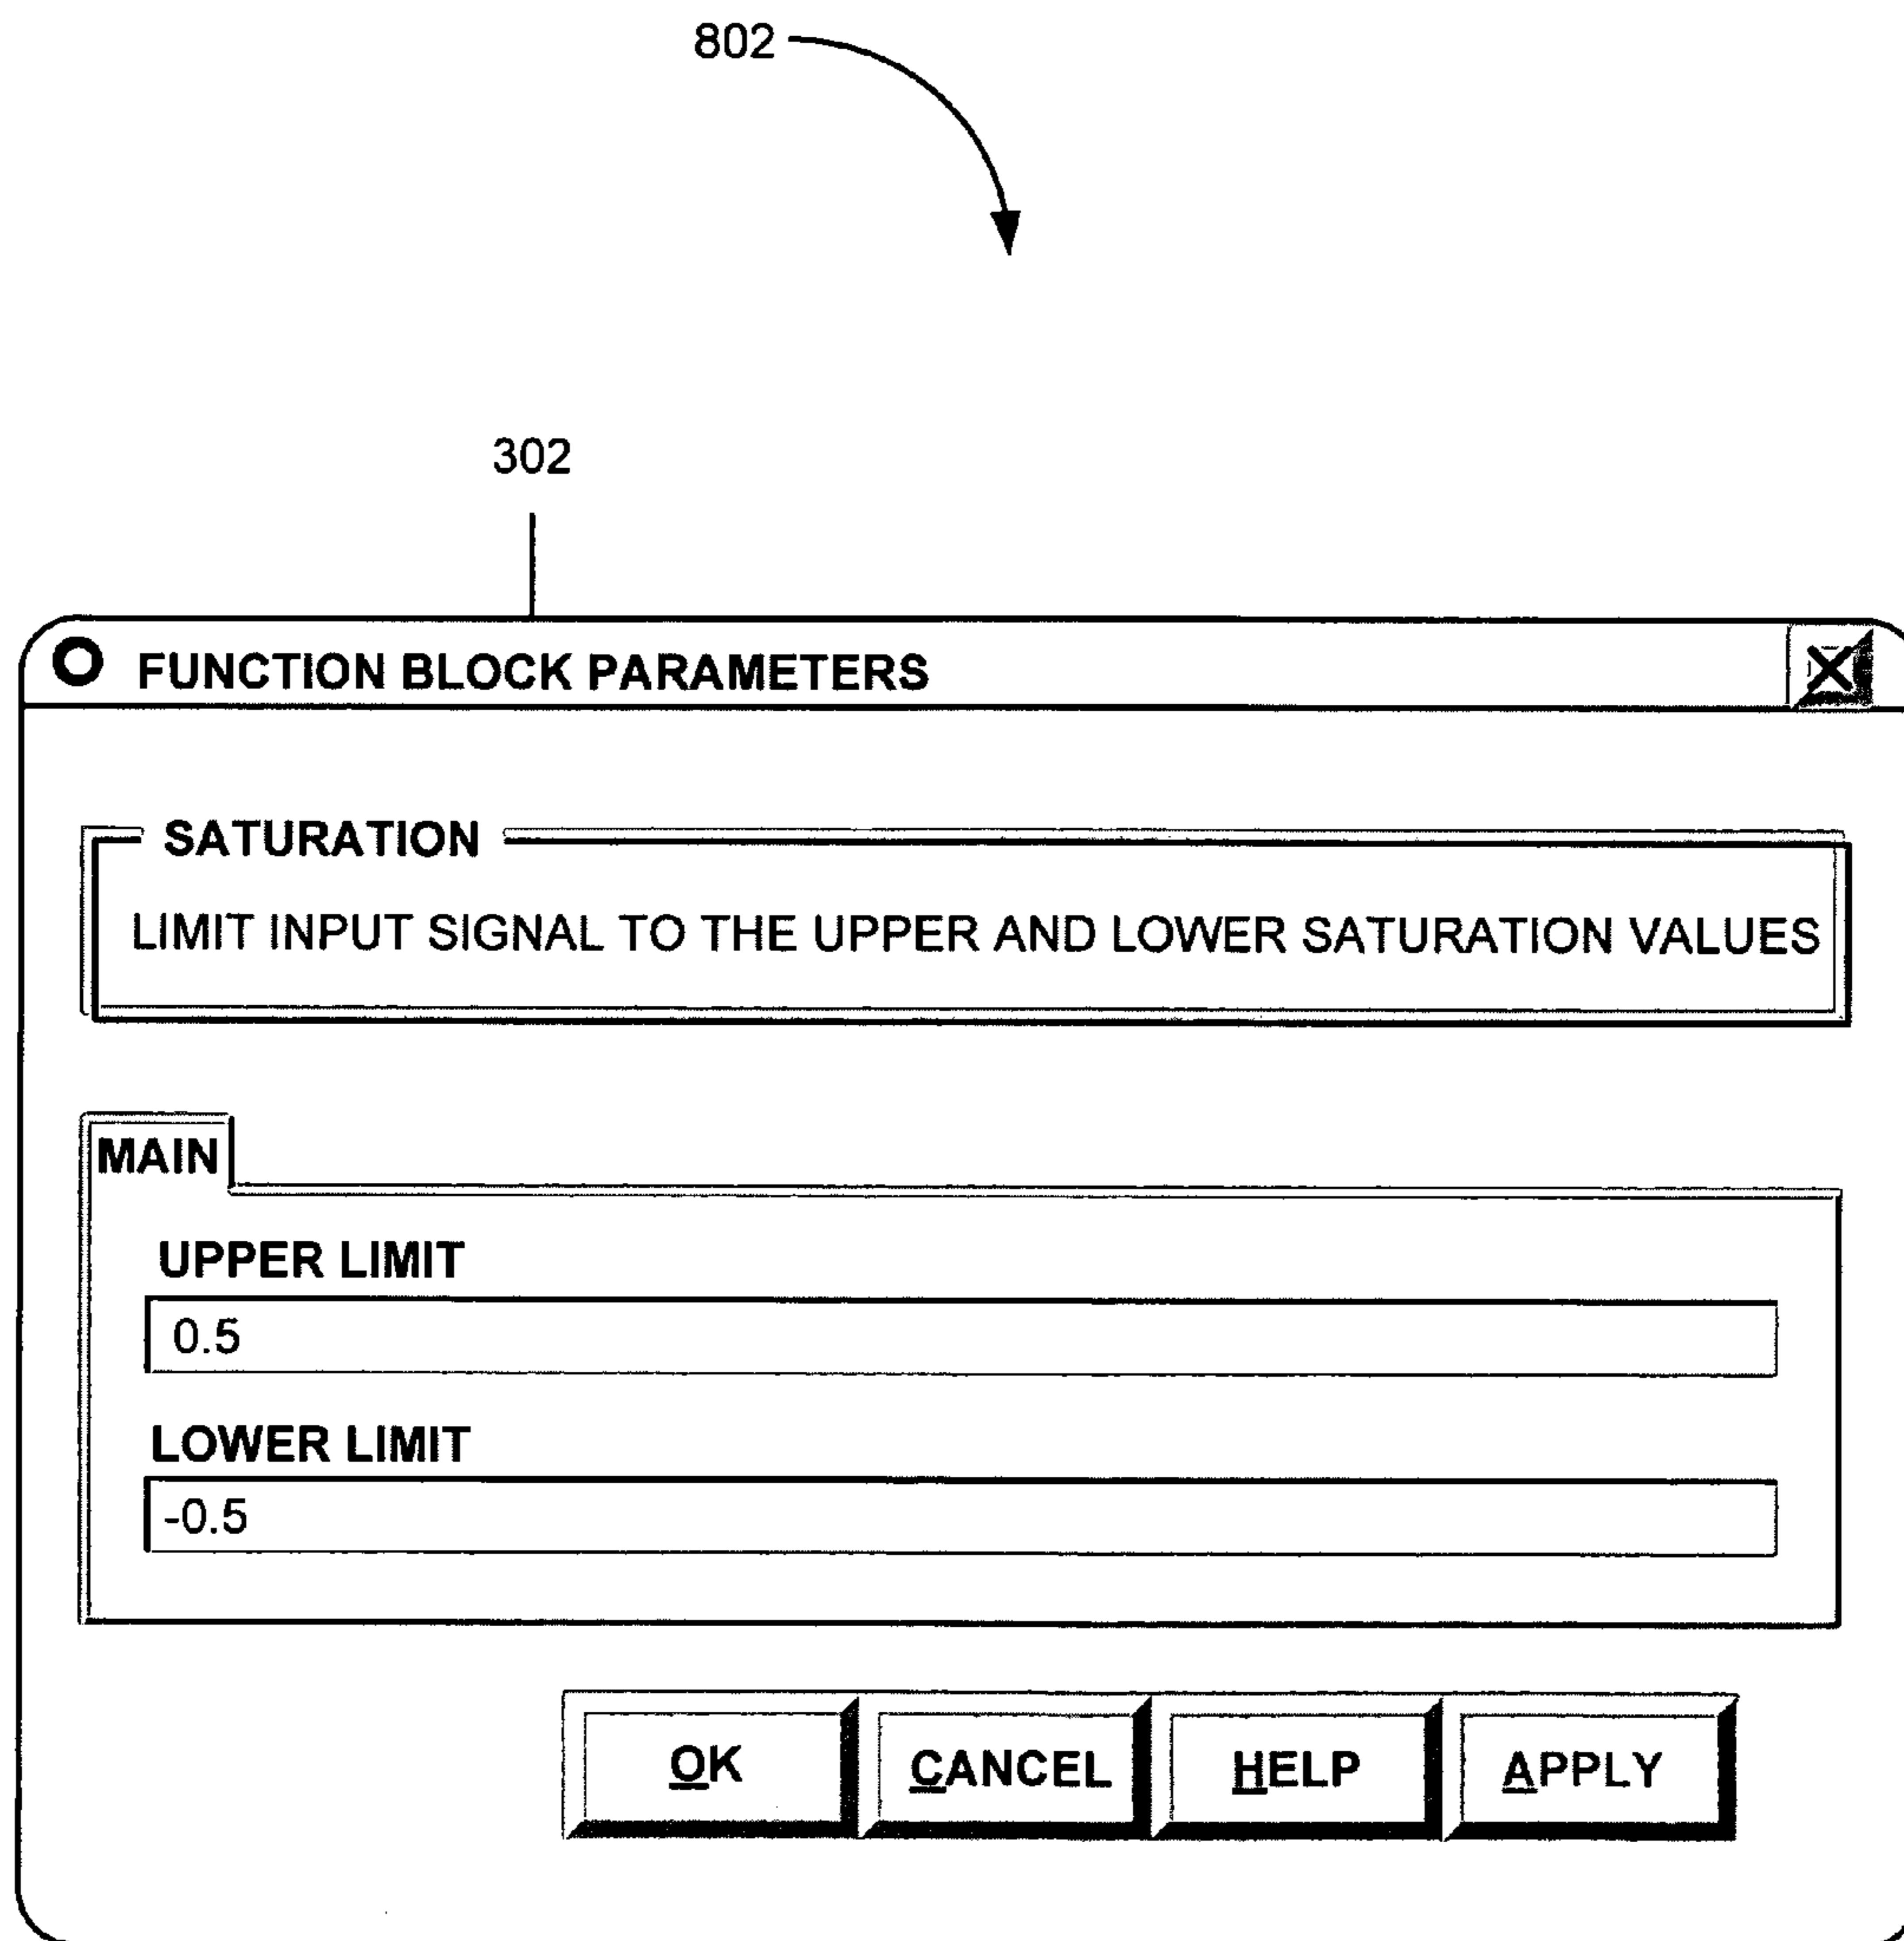 802
302
FUNCTION BLOCK PARAMETERS
X
SATURATION
LIMIT INPUT SIGNAL TO THE UPPER AND LOWER SATURATION VALUES
MAIN
UPPER LIMIT
0.5
LOWER LIMIT
-0.5
OK CANCEL HELP APPLY